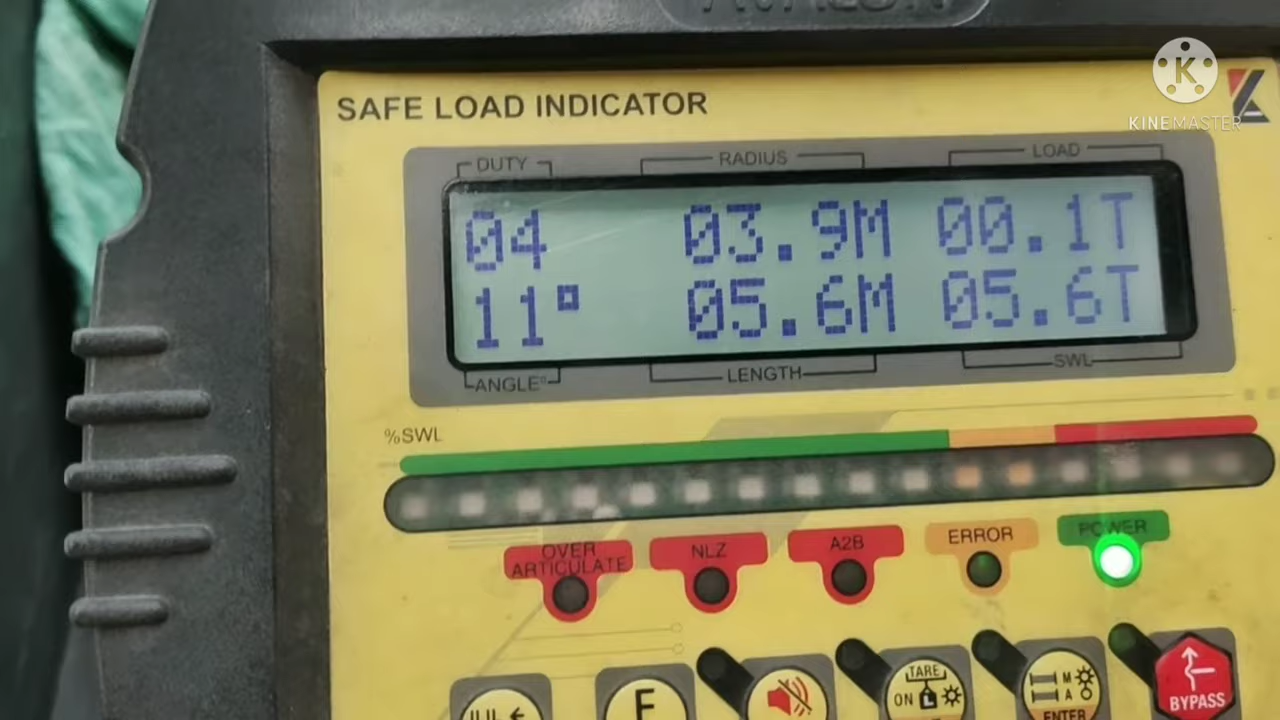 AVALON
K
KINEMASTER
SAFE LOAD INDICATOR
DUTY RADIUS LOAD
04 03.9M 00.1T
11° 05.6M 05.6T
ANGLE° LENGTH SWL
%SWL
OVER ARTICULATE
NLZ
A2B
ERROR
POWER
F
TARE
ON L
M
A
ENTER
BYPASS